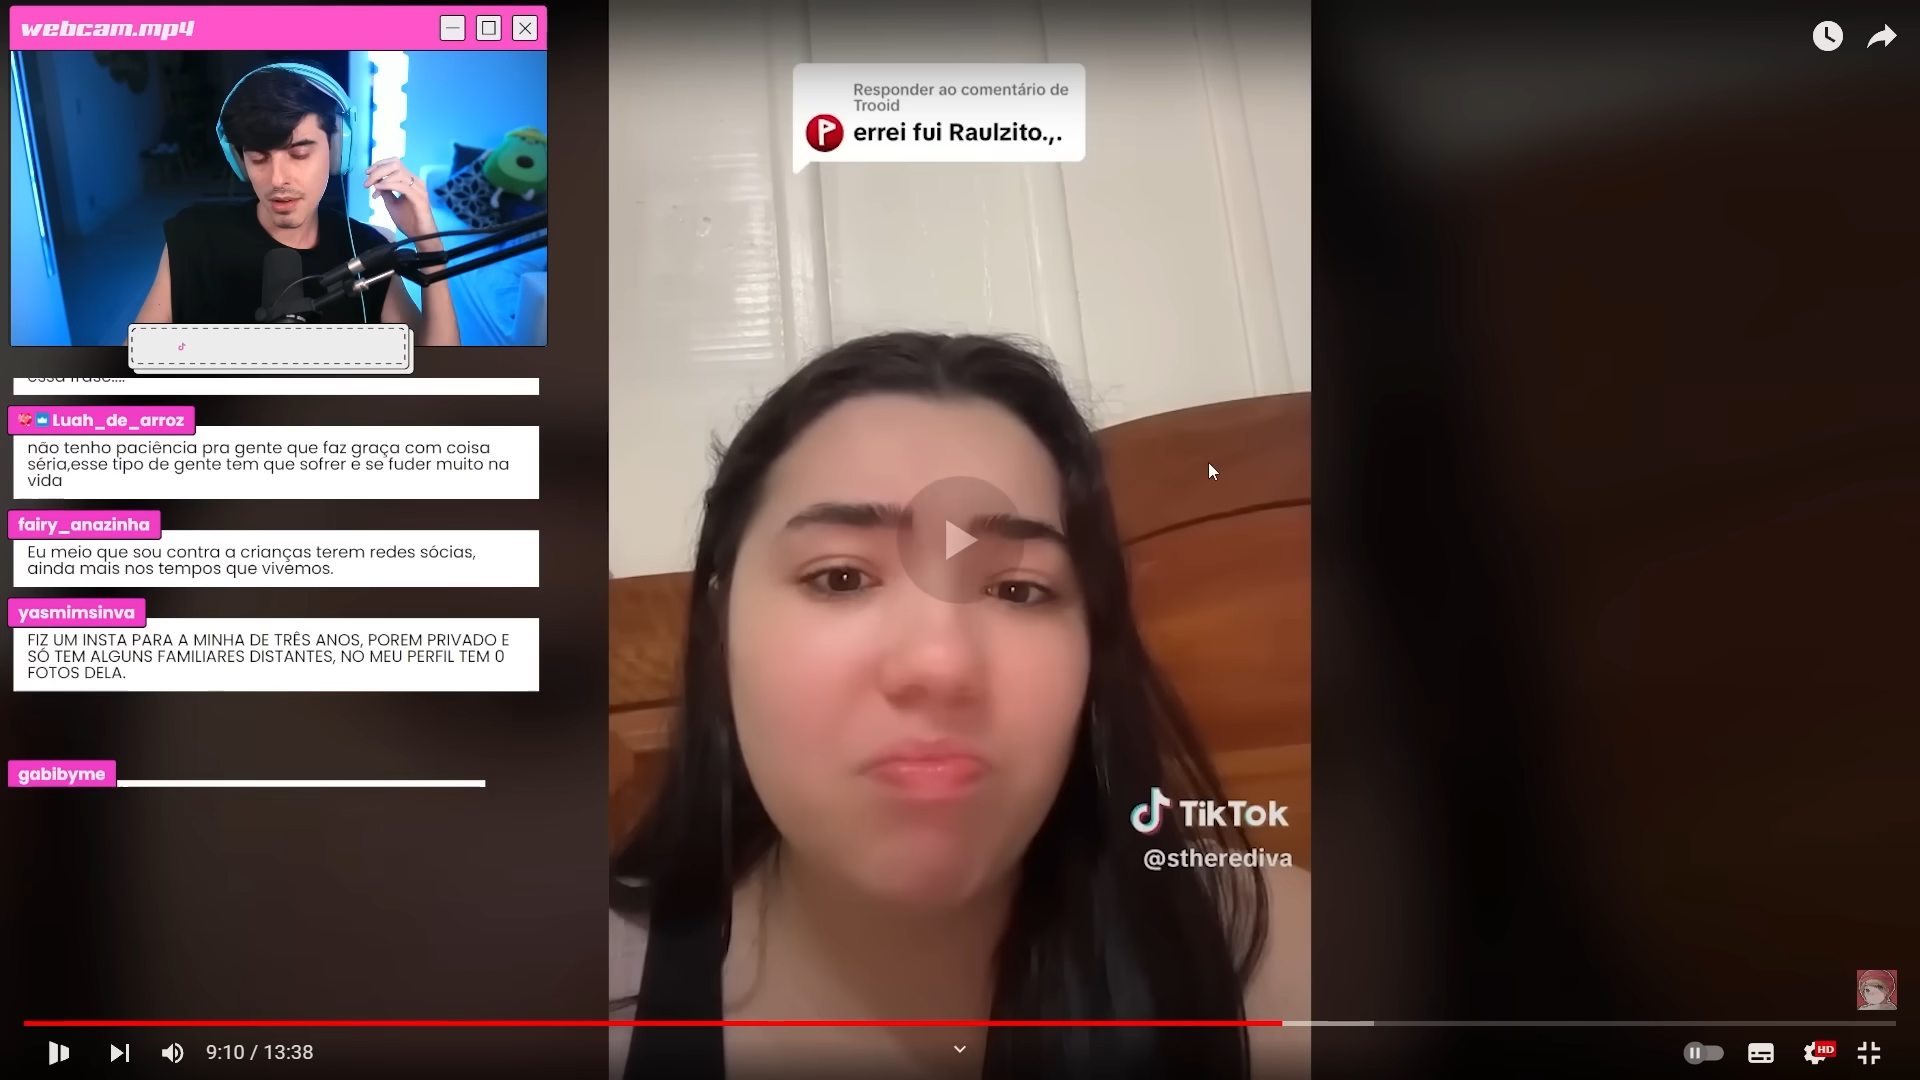 webcam.mp4
Responder ao comentário de
Trooid
errei fui Raulzito.,.
essa frase....
Luah_de_arroz
não tenho paciência pra gente que faz graça com coisa
séria,esse tipo de gente tem que sofrer e se fuder muito na
vida
fairy_anazinha
Eu meio que sou contra a crianças terem redes sócias,
ainda mais nos tempos que vivemos.
yasmimsinva
FIZ UM INSTA PARA A MINHA DE TRÊS ANOS, POREM PRIVADO E
SÓ TEM ALGUNS FAMILIARES DISTANTES, NO MEU PERFIL TEM 0
FOTOS DELA.
gabibyme
TikTok
@stherediva
9:10 / 13:38
HD